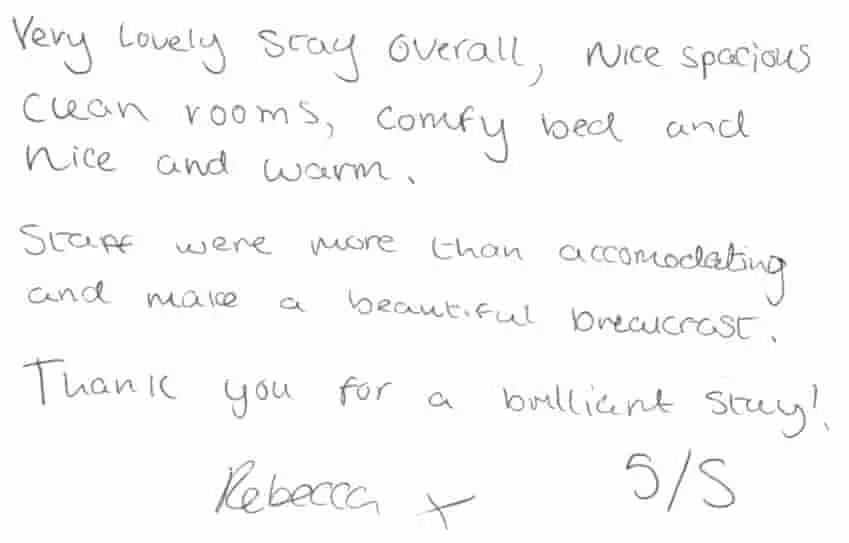 Very Lovely Stay overall, Nice spacious
clean rooms, comfy bed and
nice and warm.
Staff were more than accomodating
and make a beautiful breakfast.
Thank you for a brilliant stay!
Rebecca x 5/5